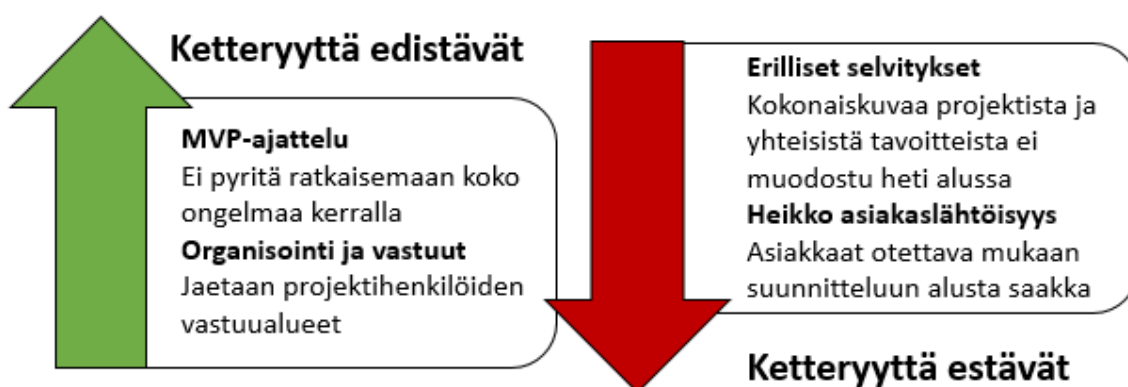 Ketteryyttä edistävät
MVP-ajattelu
Ei pyritä ratkaisemaan koko
ongelmaa kerralla
Organisointi ja vastuut
Jaetaan projektihenkilöiden
vastuualueet
Erilliset selvitykset
Kokonaiskuvaa projektista ja
yhteisistä tavoitteista ei
muodostu heti alussa
Heikko asiakaslähtöisyys
Asiakkaat otettava mukaan
suunnitteluun alusta saakka
Ketteryyttä estävät